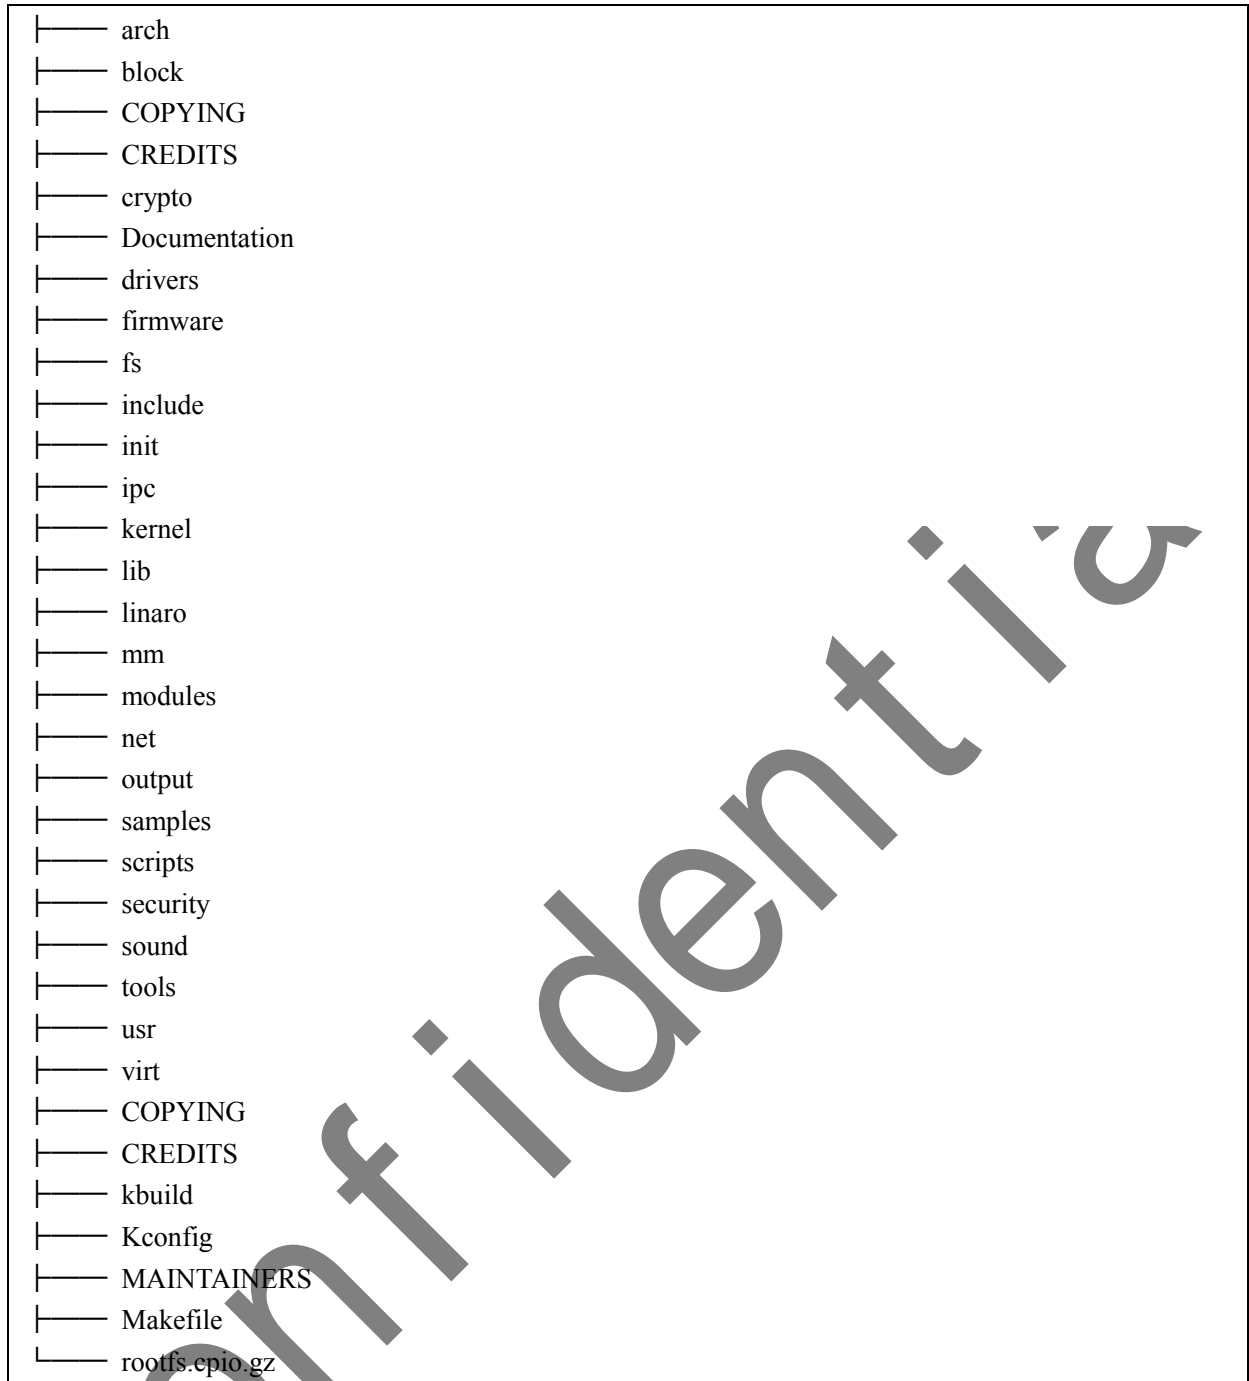 ├── arch
├── block
├── COPYING
├── CREDITS
├── crypto
├── Documentation
├── drivers
├── firmware
├── fs
├── include
├── init
├── ipc
├── kernel
├── lib
├── linaro
├── mm
├── modules
├── net
├── output
├── samples
├── scripts
├── security
├── sound
├── tools
├── usr
├── virt
├── COPYING
├── CREDITS
├── kbuild
├── Kconfig
├── MAINTAINERS
├── Makefile
└── rootfs.cpio.gz
onfidentia